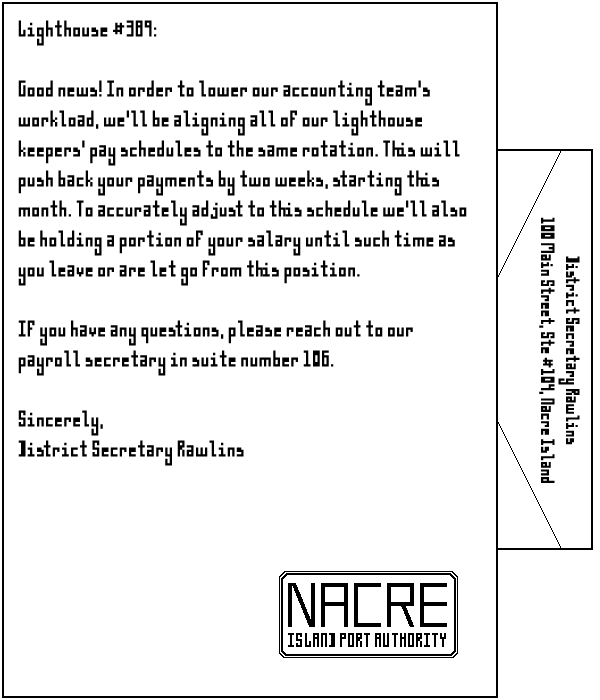 Lighthouse #389:
Good news! In order to lower our accounting team's
workload, we'll be aligning all of our lighthouse
keepers' pay schedules to the same rotation. This will
push back your payments by two weeks, starting this
month. To accurately adjust to this schedule we'll also
be holding a portion of your salary until such time as
you leave or are let go from this position.
If you have any questions, please reach out to our
payroll secretary in suite number 106.
Sincerely,
District Secretary Rawlins
NACRE
ISLAND PORT AUTHORITY
District Secretary Rawlins
100 Main Street, Ste #104, Nacre Island